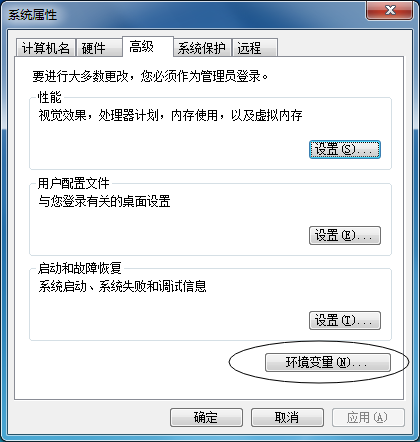 系统属性
计算机名 硬件 高级 系统保护 远程
要进行大多数更改，您必须作为管理员登录。
性能
视觉效果，处理器计划，内存使用，以及虚拟内存
设置(S)...
用户配置文件
与您登录有关的桌面设置
设置(E)...
启动和故障恢复
系统启动、系统失败和调试信息
设置(T)...
环境变量(N)...
确定 取消 应用(A)